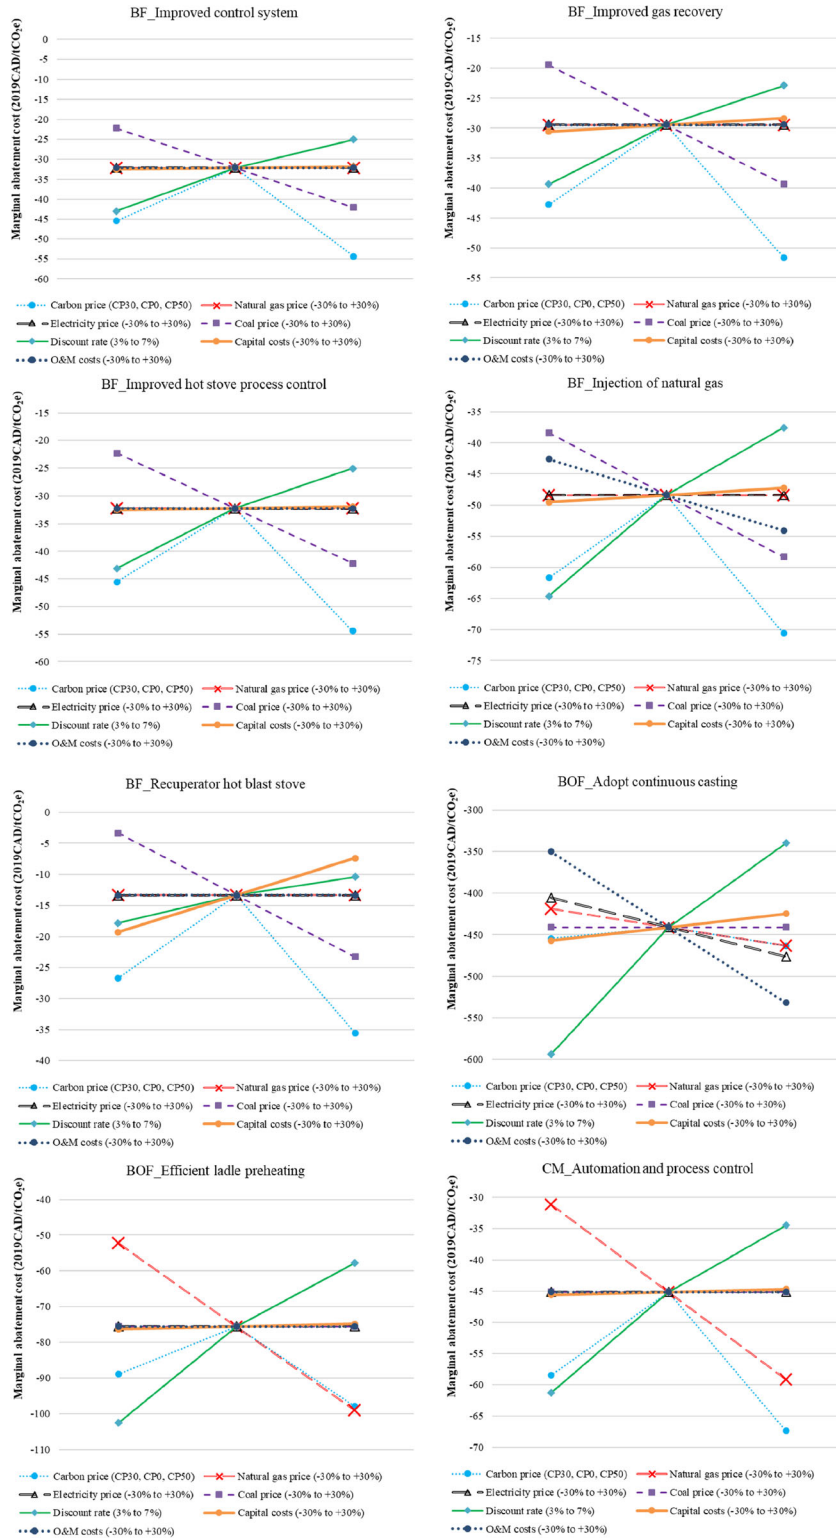 BF_Improved control system
Marginal abatement cost (2019CAD/tCO2e)
0
-5
-10
-15
-20
-25
-30
-35
-40
-45
-50
-55
-60
Carbon price (CP30, CP0, CP50)
Natural gas price (-30% to +30%)
Electricity price (-30% to +30%)
Coal price (-30% to +30%)
Discount rate (3% to 7%)
Capital costs (-30% to +30%)
O&M costs (-30% to +30%)
BF_Improved gas recovery
Marginal abatement cost (2019CAD/tCO2e)
-15
-20
-25
-30
-35
-40
-45
-50
-55
Carbon price (CP30, CP0, CP50)
Natural gas price (-30% to +30%)
Electricity price (-30% to +30%)
Coal price (-30% to +30%)
Discount rate (3% to 7%)
Capital costs (-30% to +30%)
O&M costs (-30% to +30%)
BF_Improved hot stove process control
Marginal abatement cost (2019CAD/tCO2e)
-15
-20
-25
-30
-35
-40
-45
-50
-55
-60
Carbon price (CP30, CP0, CP50)
Natural gas price (-30% to +30%)
Electricity price (-30% to +30%)
Coal price (-30% to +30%)
Discount rate (3% to 7%)
Capital costs (-30% to +30%)
O&M costs (-30% to +30%)
BF_Injection of natural gas
Marginal abatement cost (2019CAD/tCO2e)
-35
-40
-45
-50
-55
-60
-65
-70
-75
Carbon price (CP30, CP0, CP50)
Natural gas price (-30% to +30%)
Electricity price (-30% to +30%)
Coal price (-30% to +30%)
Discount rate (3% to 7%)
Capital costs (-30% to +30%)
O&M costs (-30% to +30%)
BF_Recuperator hot blast stove
Marginal abatement cost (2019CAD/tCO2e)
0
-5
-10
-15
-20
-25
-30
-35
-40
Carbon price (CP30, CP0, CP50)
Natural gas price (-30% to +30%)
Electricity price (-30% to +30%)
Coal price (-30% to +30%)
Discount rate (3% to 7%)
Capital costs (-30% to +30%)
O&M costs (-30% to +30%)
BOF_Adopt continuous casting
Marginal abatement cost (2019CAD/tCO2e)
-300
-350
-400
-450
-500
-550
-600
Carbon price (CP30, CP0, CP50)
Natural gas price (-30% to +30%)
Electricity price (-30% to +30%)
Coal price (-30% to +30%)
Discount rate (3% to 7%)
Capital costs (-30% to +30%)
O&M costs (-30% to +30%)
BOF_Efficient ladle preheating
Marginal abatement cost (2019CAD/tCO2e)
-40
-50
-60
-70
-80
-90
-100
-110
Carbon price (CP30, CP0, CP50)
Natural gas price (-30% to +30%)
Electricity price (-30% to +30%)
Coal price (-30% to +30%)
Discount rate (3% to 7%)
Capital costs (-30% to +30%)
O&M costs (-30% to +30%)
CM_Automation and process control
Marginal abatement cost (2019CAD/tCO2e)
-30
-35
-40
-45
-50
-55
-60
-65
-70
Carbon price (CP30, CP0, CP50)
Natural gas price (-30% to +30%)
Electricity price (-30% to +30%)
Coal price (-30% to +30%)
Discount rate (3% to 7%)
Capital costs (-30% to +30%)
O&M costs (-30% to +30%)